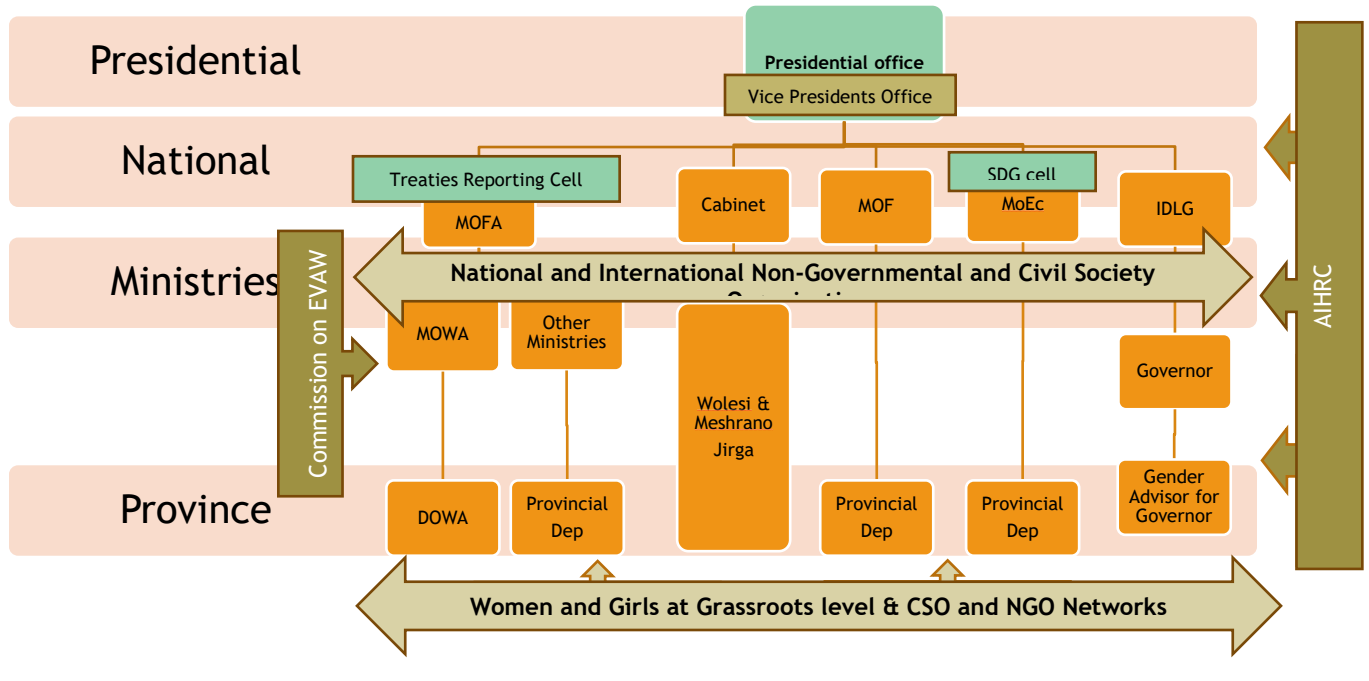 Presidential
Presidential office
Vice Presidents Office
National
Treaties Reporting Cell
MOFA
Cabinet
MOF
SDG cell
MoEc
IDLG
Ministries
National and International Non-Governmental and Civil Society
MOWA
Other
Ministries
Wolesi &
Meshrano
Jirga
Governor
Commission on EVAW
AIHRC
Province
DOWA
Provincial
Dep
Provincial
Dep
Provincial
Dep
Gender
Advisor for
Governor
Women and Girls at Grassroots level & CSO and NGO Networks